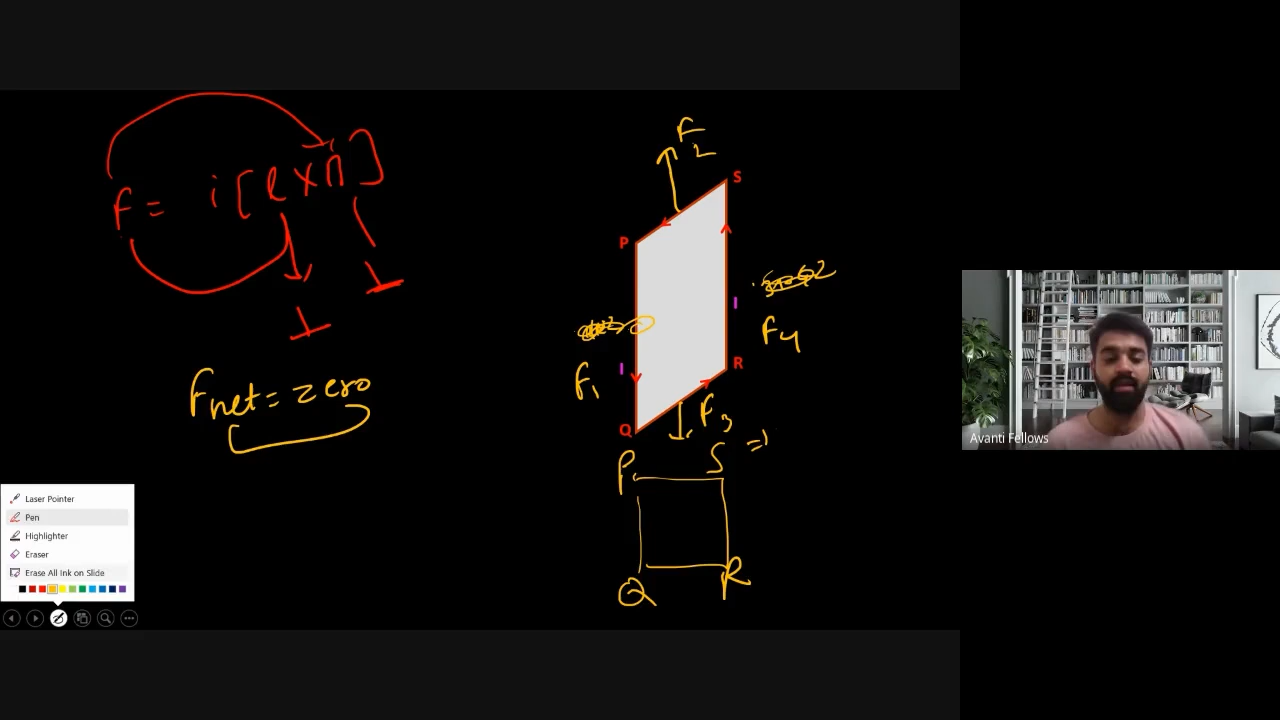 F = i [ l X B ]
⊥
⊥
Fnet = zero
F2
S
P
I
F4
I
F1
R
F3
Q
P S =)
Q R
Avanti Fellows
Laser Pointer
Pen
Highlighter
Eraser
Erase All Ink on Slide